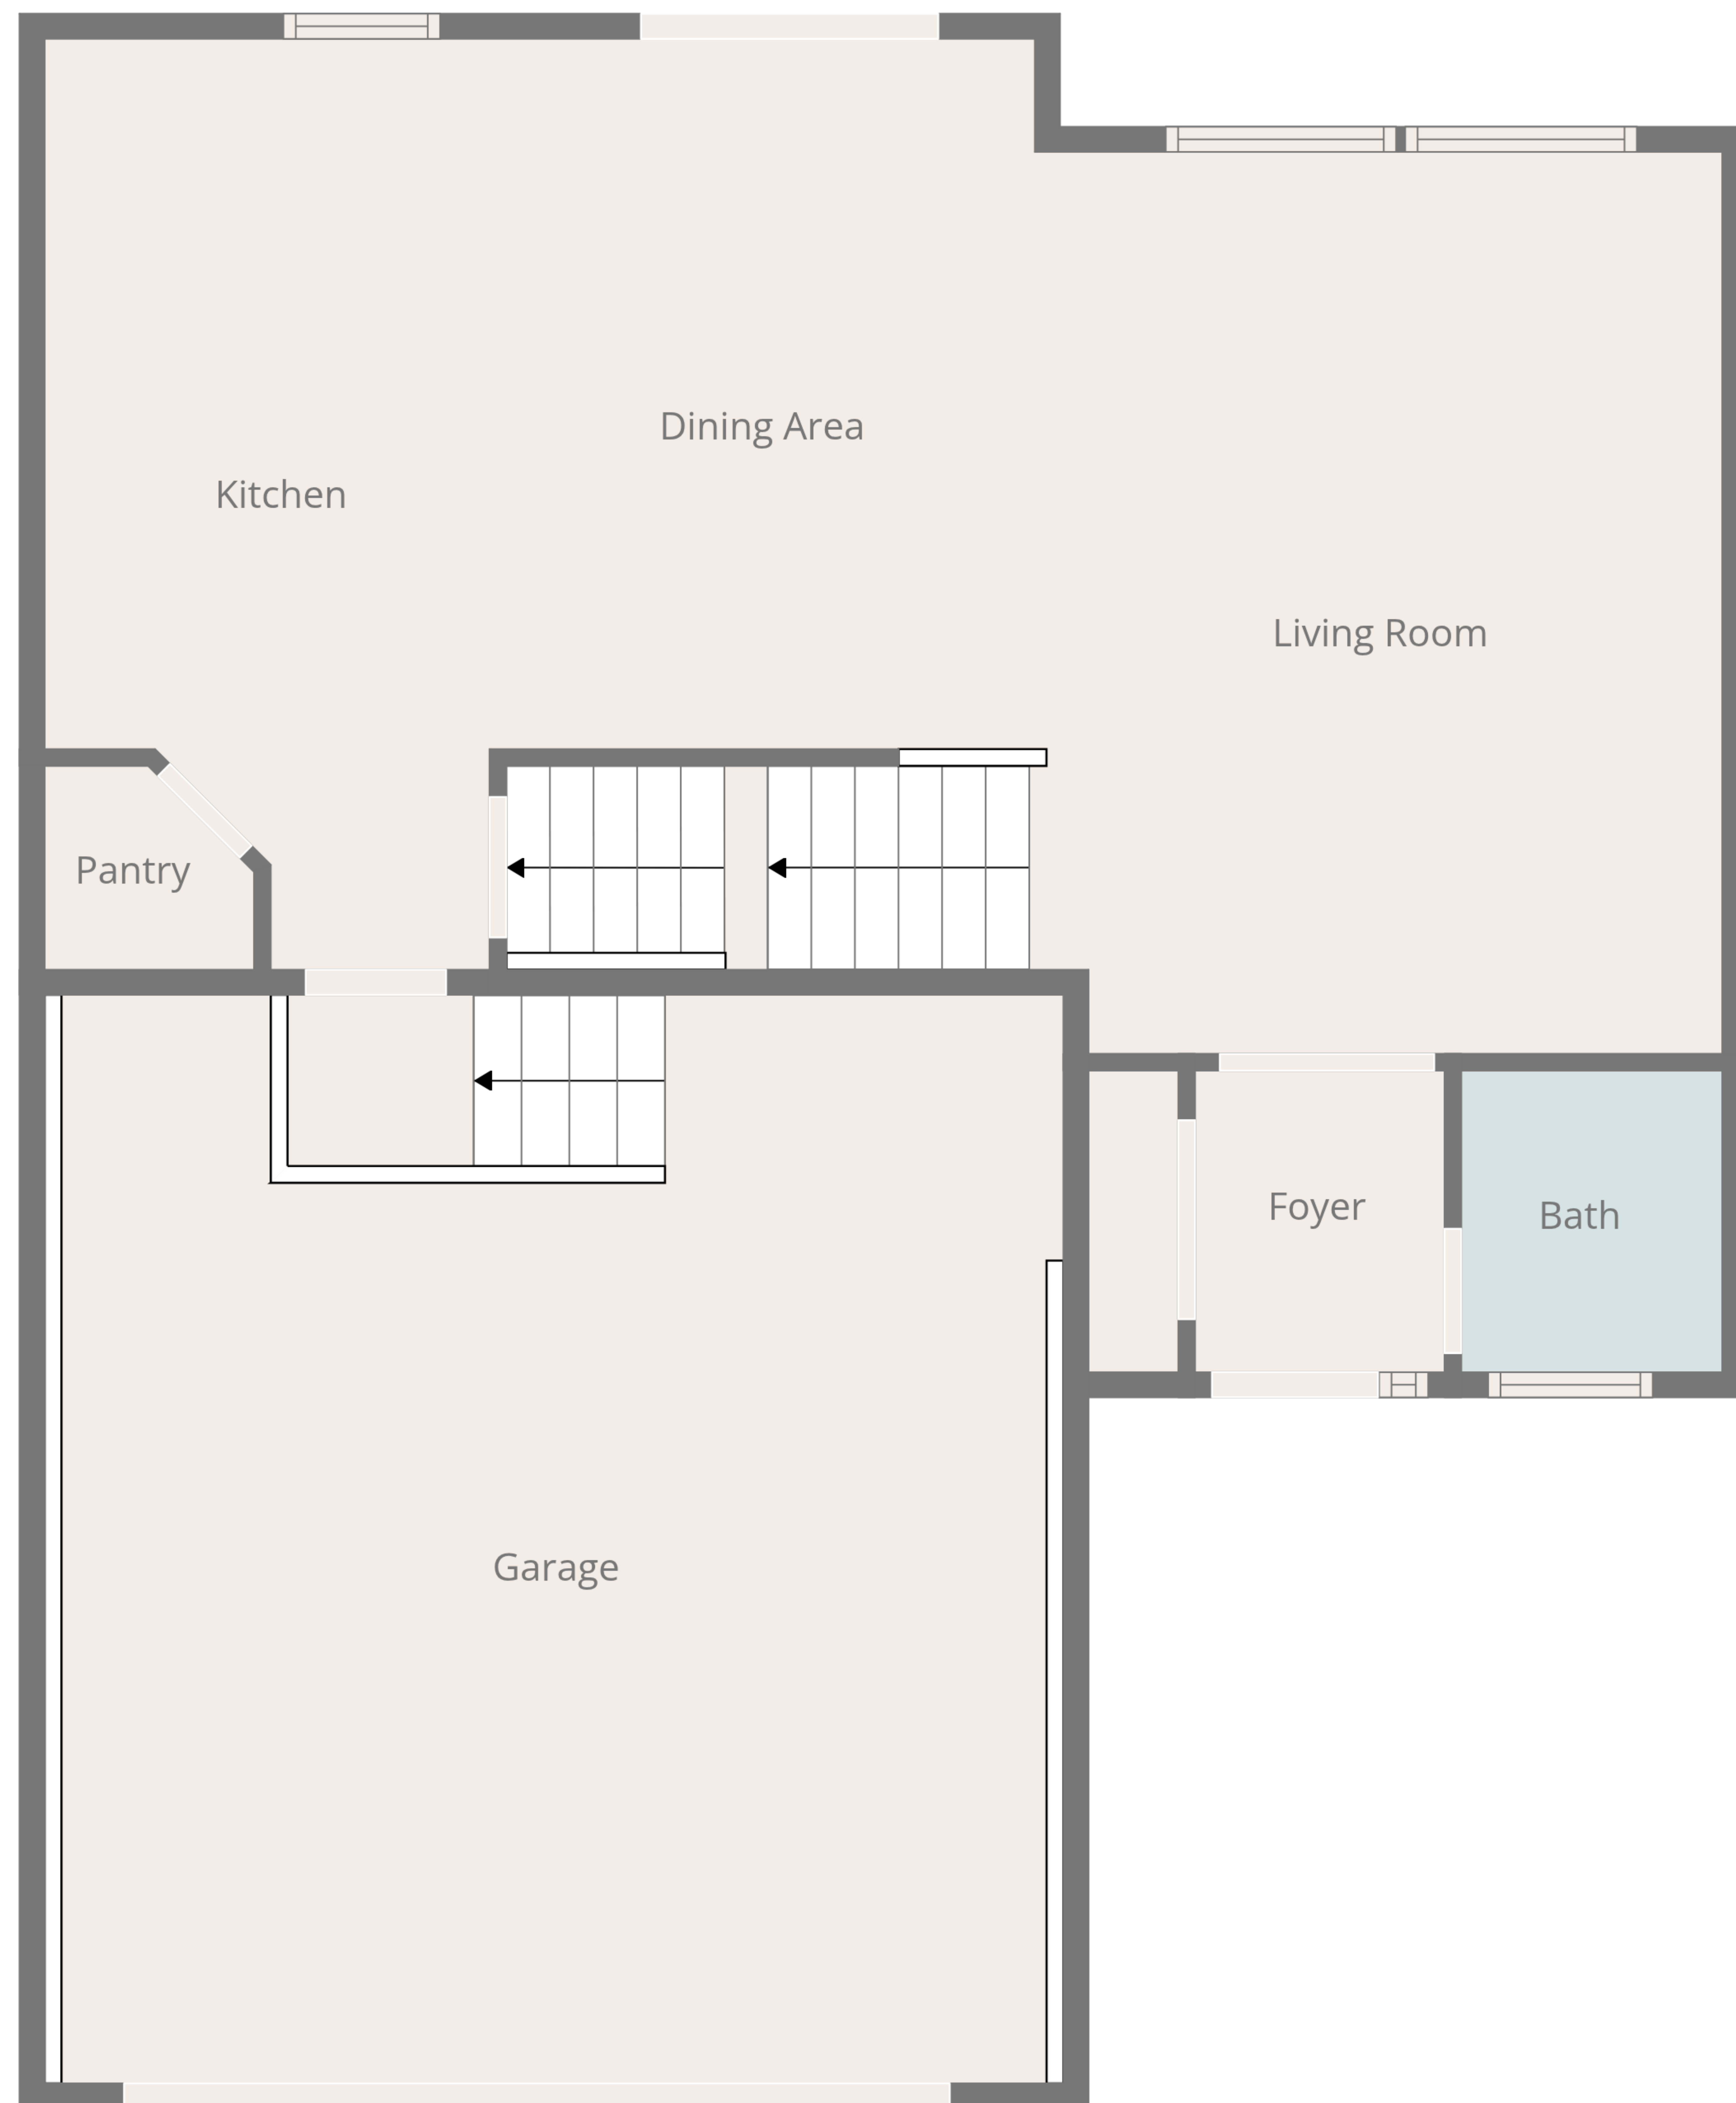 Dining Area
Kitchen
Living Room
Pantry
Foyer
Bath
Garage